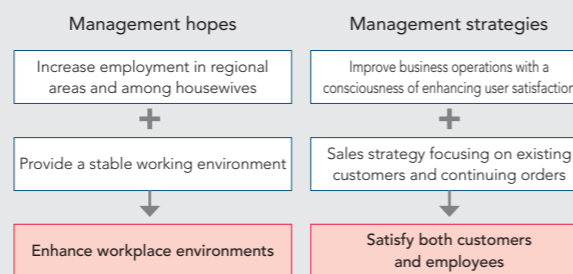 Management hopes
Increase employment in regional
areas and among housewives
+
Provide a stable working environment
Enhance workplace environments
Management strategies
Improve business operations with a
consciousness of enhancing user satisfaction
+
Sales strategy focusing on existing
customers and continuing orders
Satisfy both customers
and employees